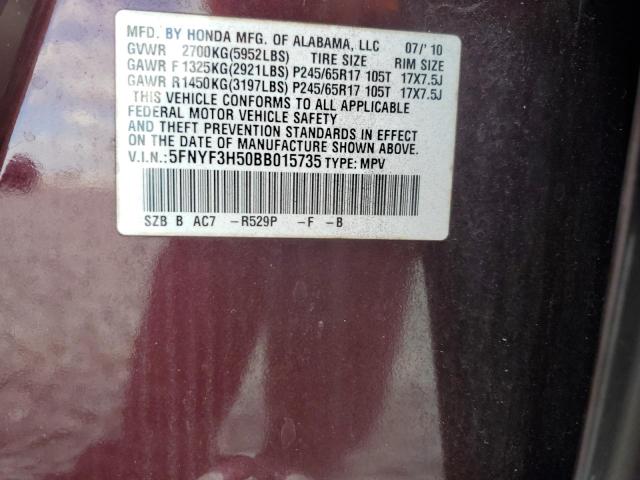 MFD. BY HONDA MFG. OF ALABAMA, LLC 07/'10
GVWR 2700KG(5952LBS) TIRE SIZE RIM SIZE
GAWR F1325KG(2921LBS) P245/65R17 105T 17X7.5J
GAWR R1450KG(3197LBS) P245/65R17 105T 17X7.5J
THIS VEHICLE CONFORMS TO ALL APPLICABLE
FEDERAL MOTOR VEHICLE SAFETY
AND THEFT PREVENTION STANDARDS IN EFFECT
ON THE DATE OF MANUFACTURE SHOWN ABOVE.
V.I.N.:5FNYF3H50BB015735 TYPE: MPV
SZB B AC7 -R529P -F -B